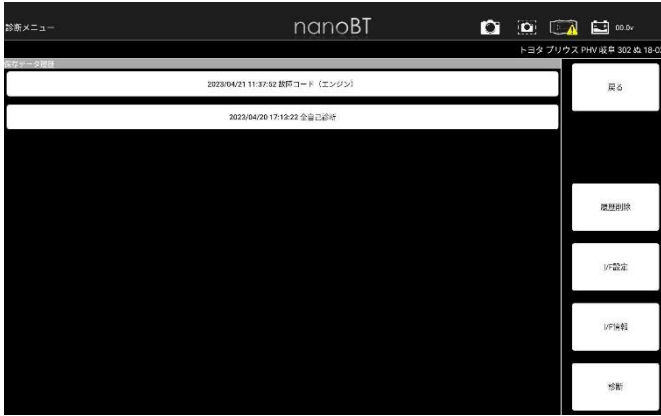 診断メニュー
nanoBT
00.0v
トヨタ プリウス PHV 岐阜 302 ぬ 18-0
保存データ履歴
2023/04/21 11:37:52 故障コード（エンジン）
2023/04/20 17:13:22 全自己診断
戻る
履歴削除
I/F設定
I/F情報
診断